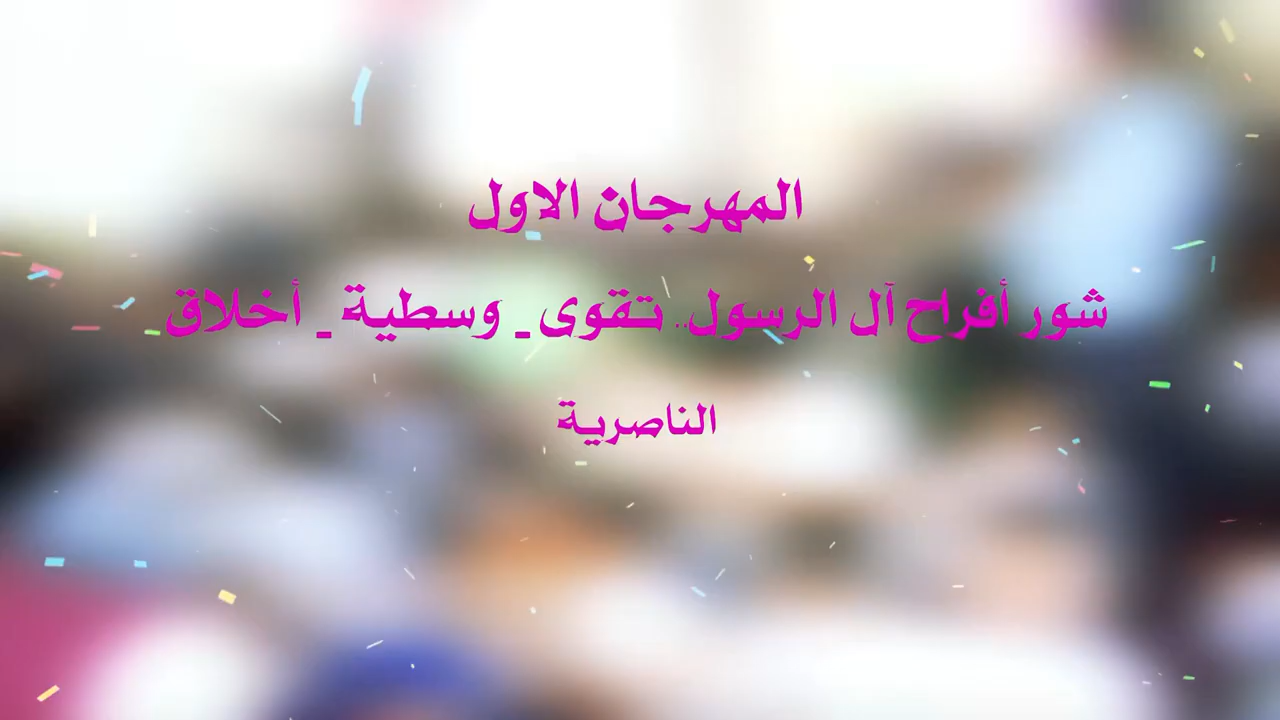 المهرجان الاول
شور أفراح آل الرسول.. تقوى ـ وسطية ـ أخلاق
الناصرية